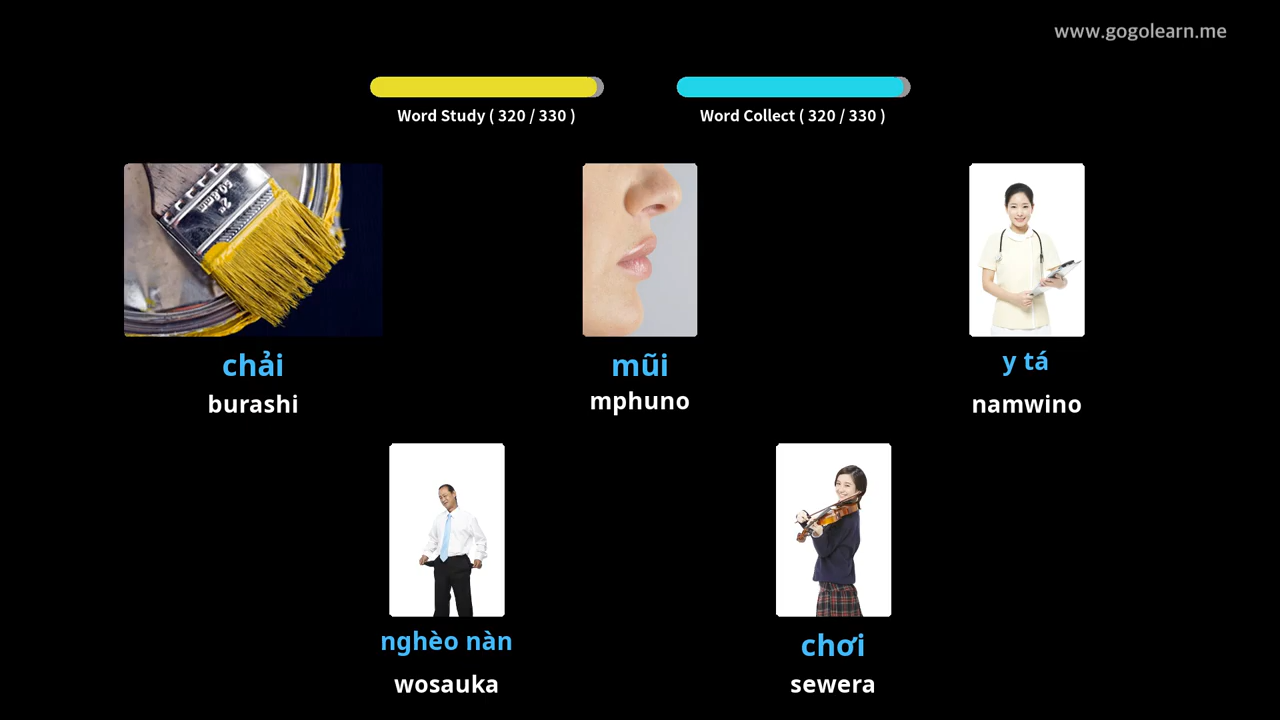 www.gogolearn.me
Word Study ( 320 / 330 )
Word Collect ( 320 / 330 )
chải
burashi
mũi
mphuno
y tá
namwino
nghèo nàn
wosauka
chơi
sewera